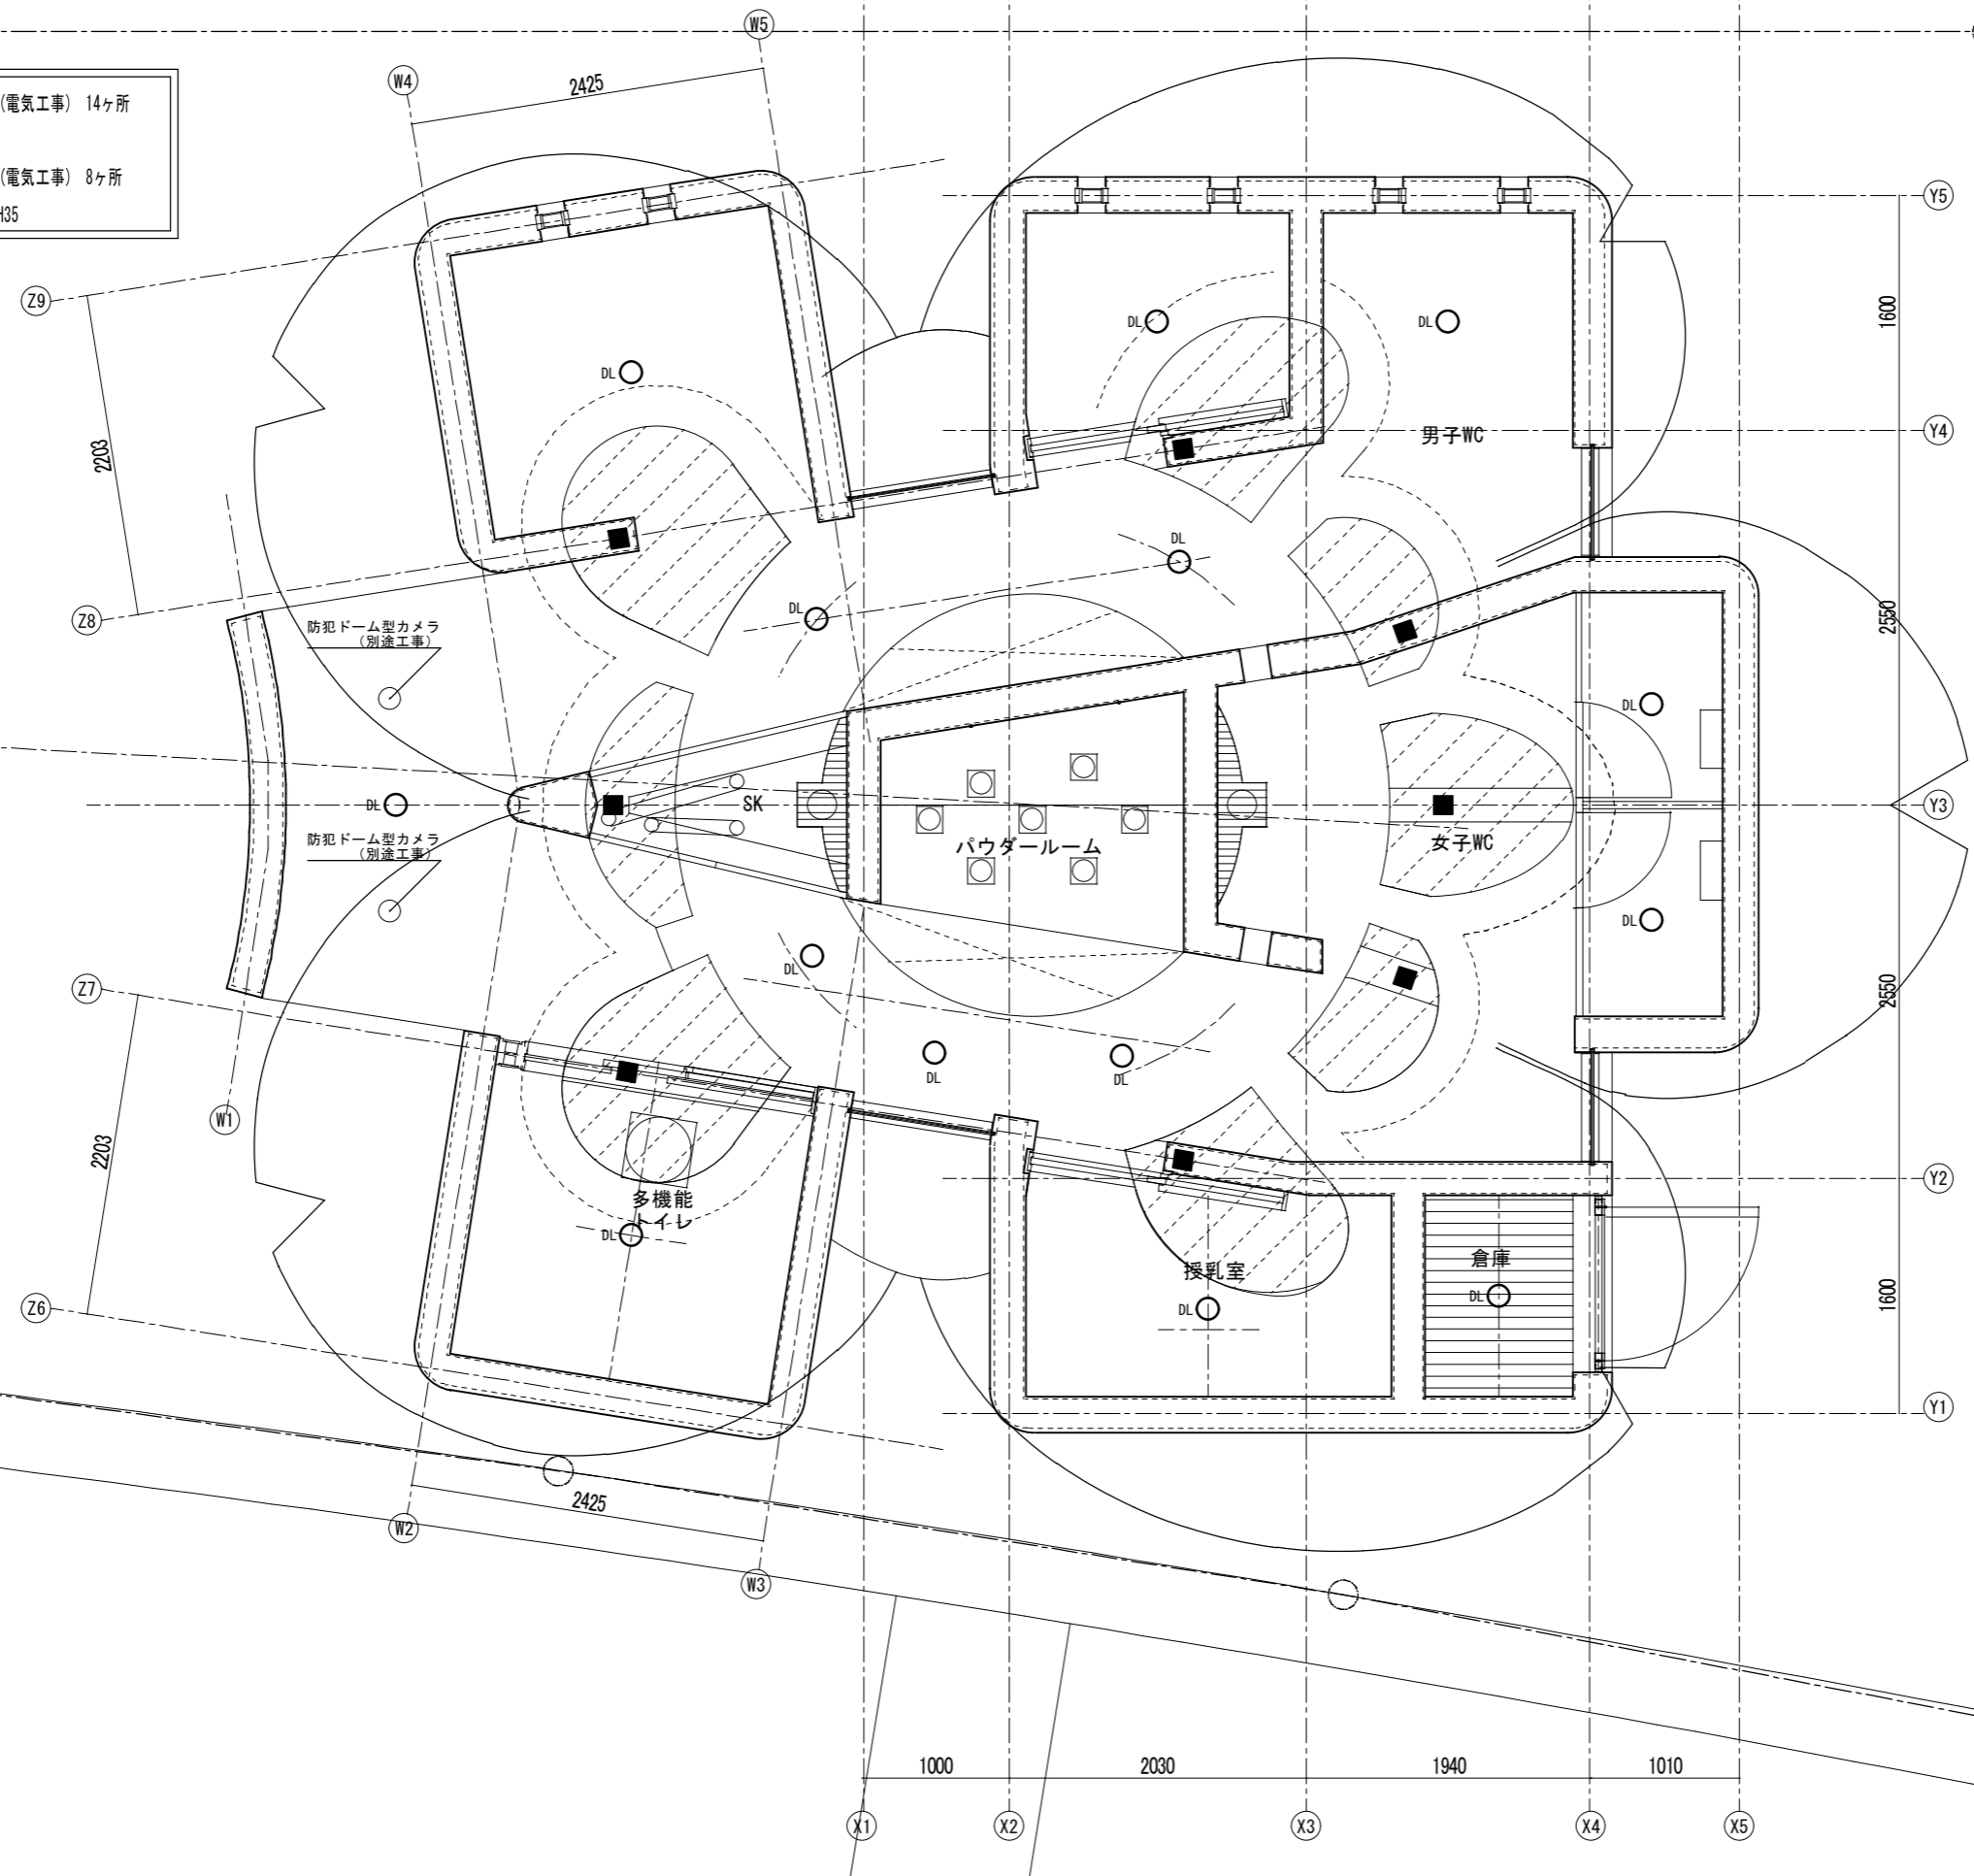 W5
W4
2425
(電気工事) 14ヶ所
(電気工事) 8ヶ所
H35
Y5
Z9
1600
DL
DL
DL
男子WC
Y4
2203
DL
DL
Z8
防犯ドーム型カメラ
(別途工事)
2550
DL
DL
SK
Y3
防犯ドーム型カメラ
(別途工事)
パウダールーム
女子WC
DL
DL
Z7
2550
DL
DL
W1
2203
Y2
多機能
トイレ
DL
授乳室
倉庫
DL
DL
Z6
1600
Y1
2425
W2
W3
1000
2030
1940
1010
X1
X2
X3
X4
X5